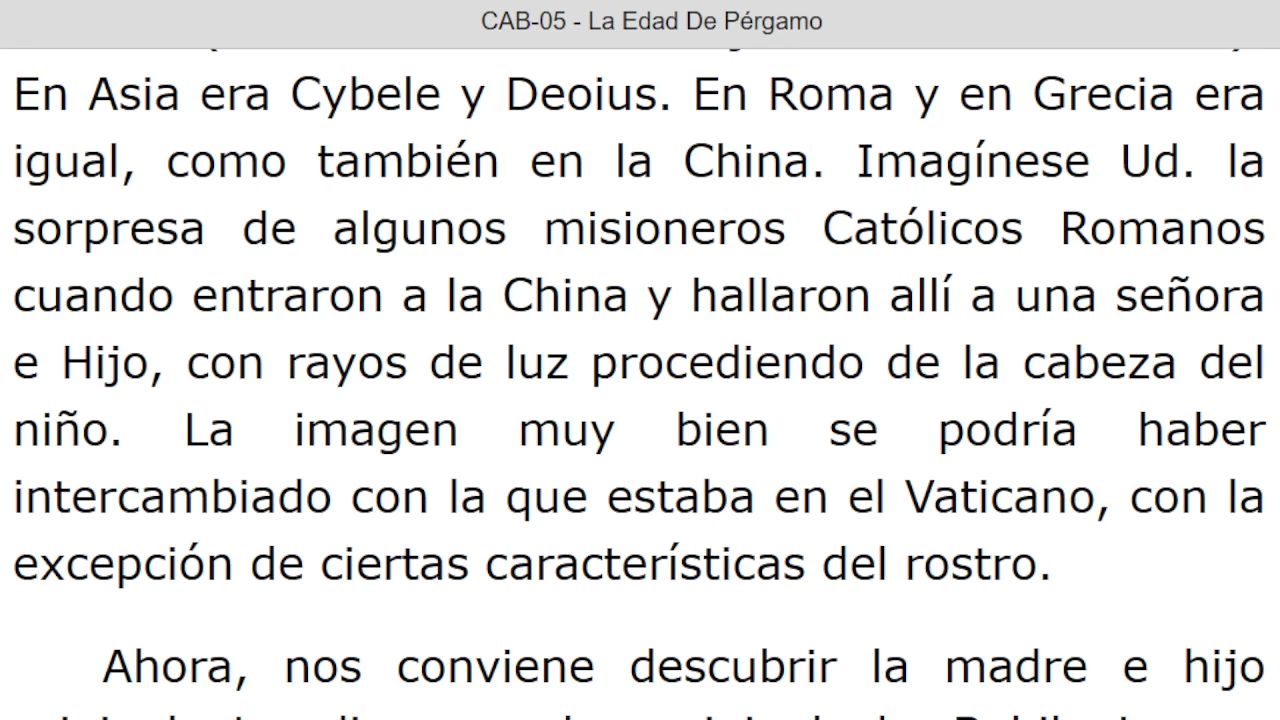 CAB-05 - La Edad De Pérgamo
En Asia era Cybele y Deoius. En Roma y en Grecia era
igual, como también en la China. Imagínese Ud. la
sorpresa de algunos misioneros Católicos Romanos
cuando entraron a la China y hallaron allí a una señora
e Hijo, con rayos de luz procediendo de la cabeza del
niño. La imagen muy bien se podría haber
intercambiado con la que estaba en el Vaticano, con la
excepción de ciertas características del rostro.
Ahora, nos conviene descubrir la madre e hijo